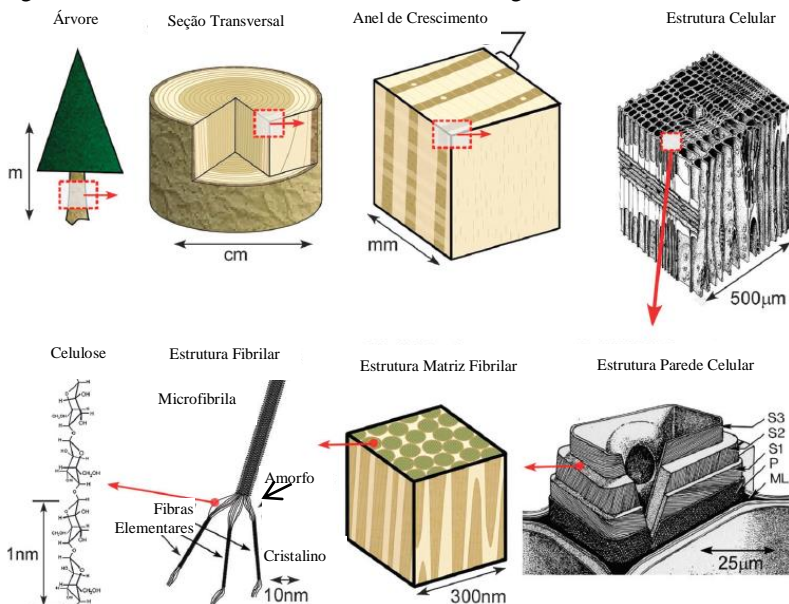 Árvore
Seção Transversal
Anel de Crescimento
Estrutura Celular
m
cm
mm
500μm
Celulose
Estrutura Fibrilar
Estrutura Matriz Fibrilar
Estrutura Parede Celular
Microfibrila
Amorfo
Fibras
Elementares
Cristalino
1nm
10nm
300nm
S3
S2
S1
P
ML
25μm